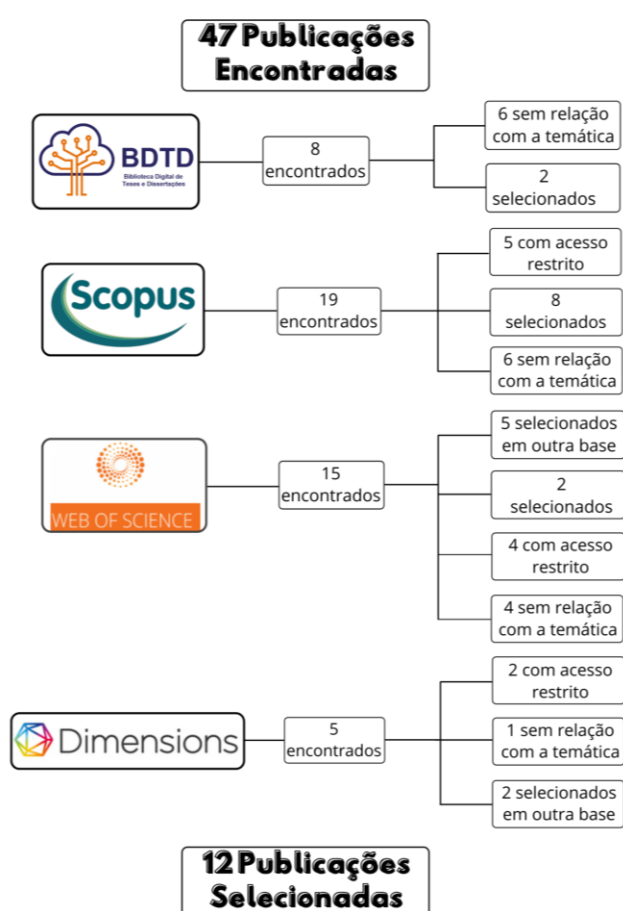 47 Publicações
Encontradas
BDTD
Biblioteca Digital de
Teses e Dissertações
8
encontrados
6 sem relação
com a temática
2
selecionados
Scopus
19
encontrados
5 com acesso
restrito
8
selecionados
6 sem relação
com a temática
WEB OF SCIENCE
15
encontrados
5 selecionados
em outra base
2
selecionados
4 com acesso
restrito
4 sem relação
com a temática
Dimensions
5
encontrados
2 com acesso
restrito
1 sem relação
com a temática
2 selecionados
em outra base
12 Publicações
Selecionadas